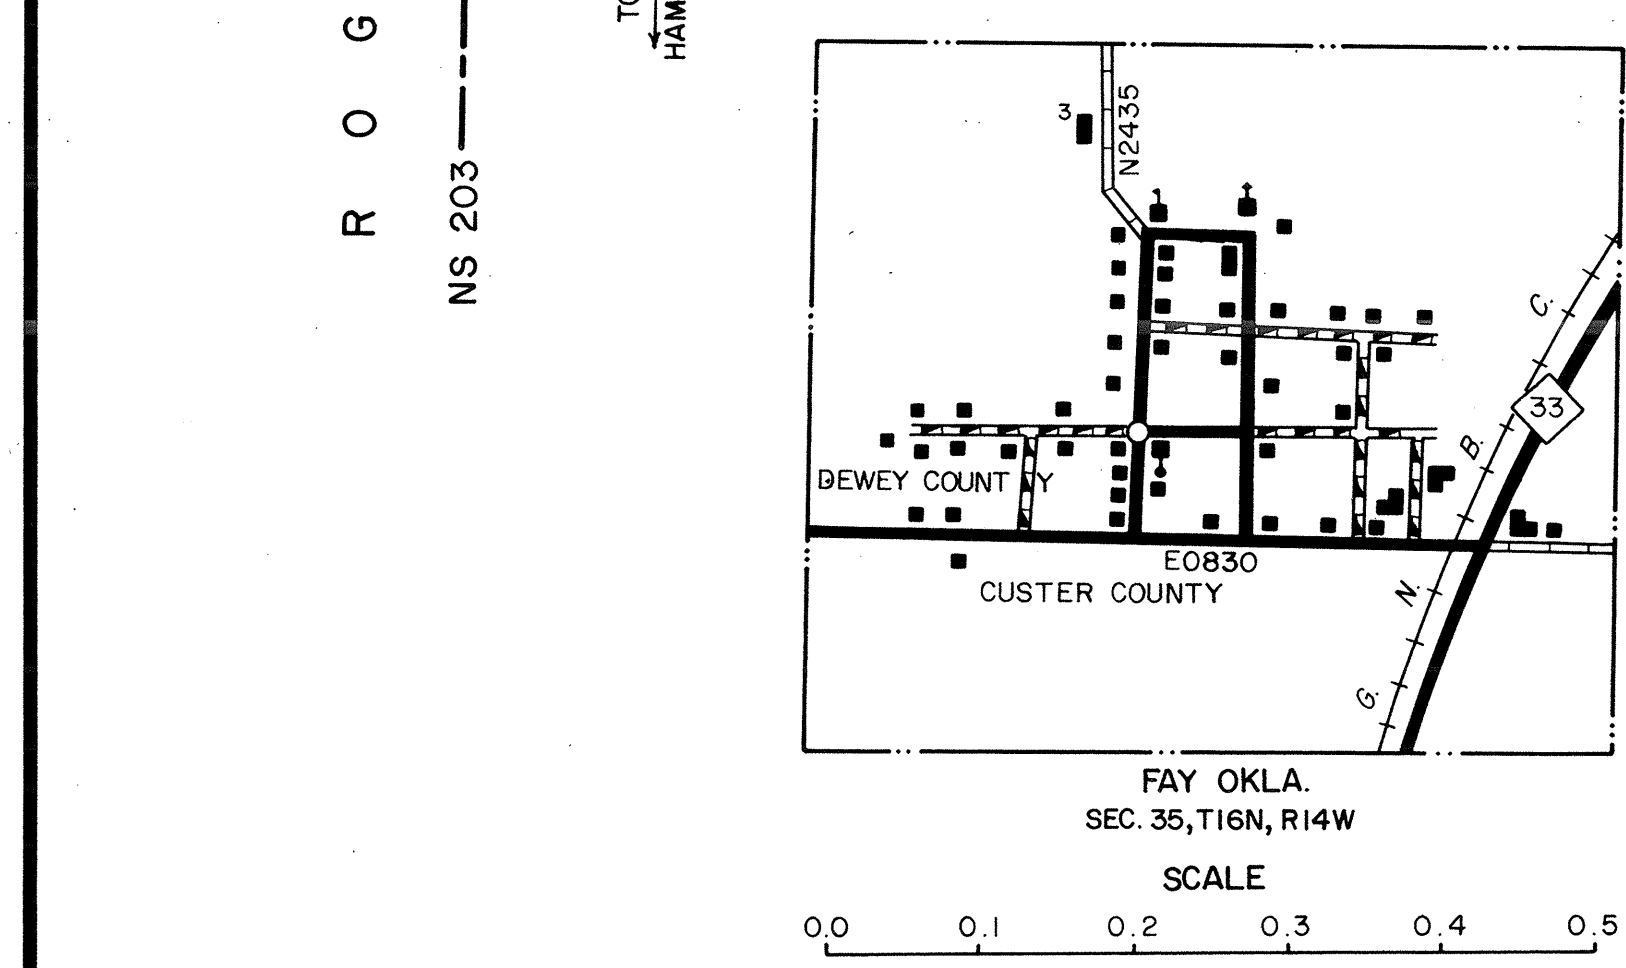 R O G
NS 203
TO
HAM
3
N2435
C.
33
B.
DEWEY COUNTY
E0830
CUSTER COUNTY
N.
G.
FAY OKLA.
SEC. 35, T16N, R14W
SCALE
0.0 0.1 0.2 0.3 0.4 0.5